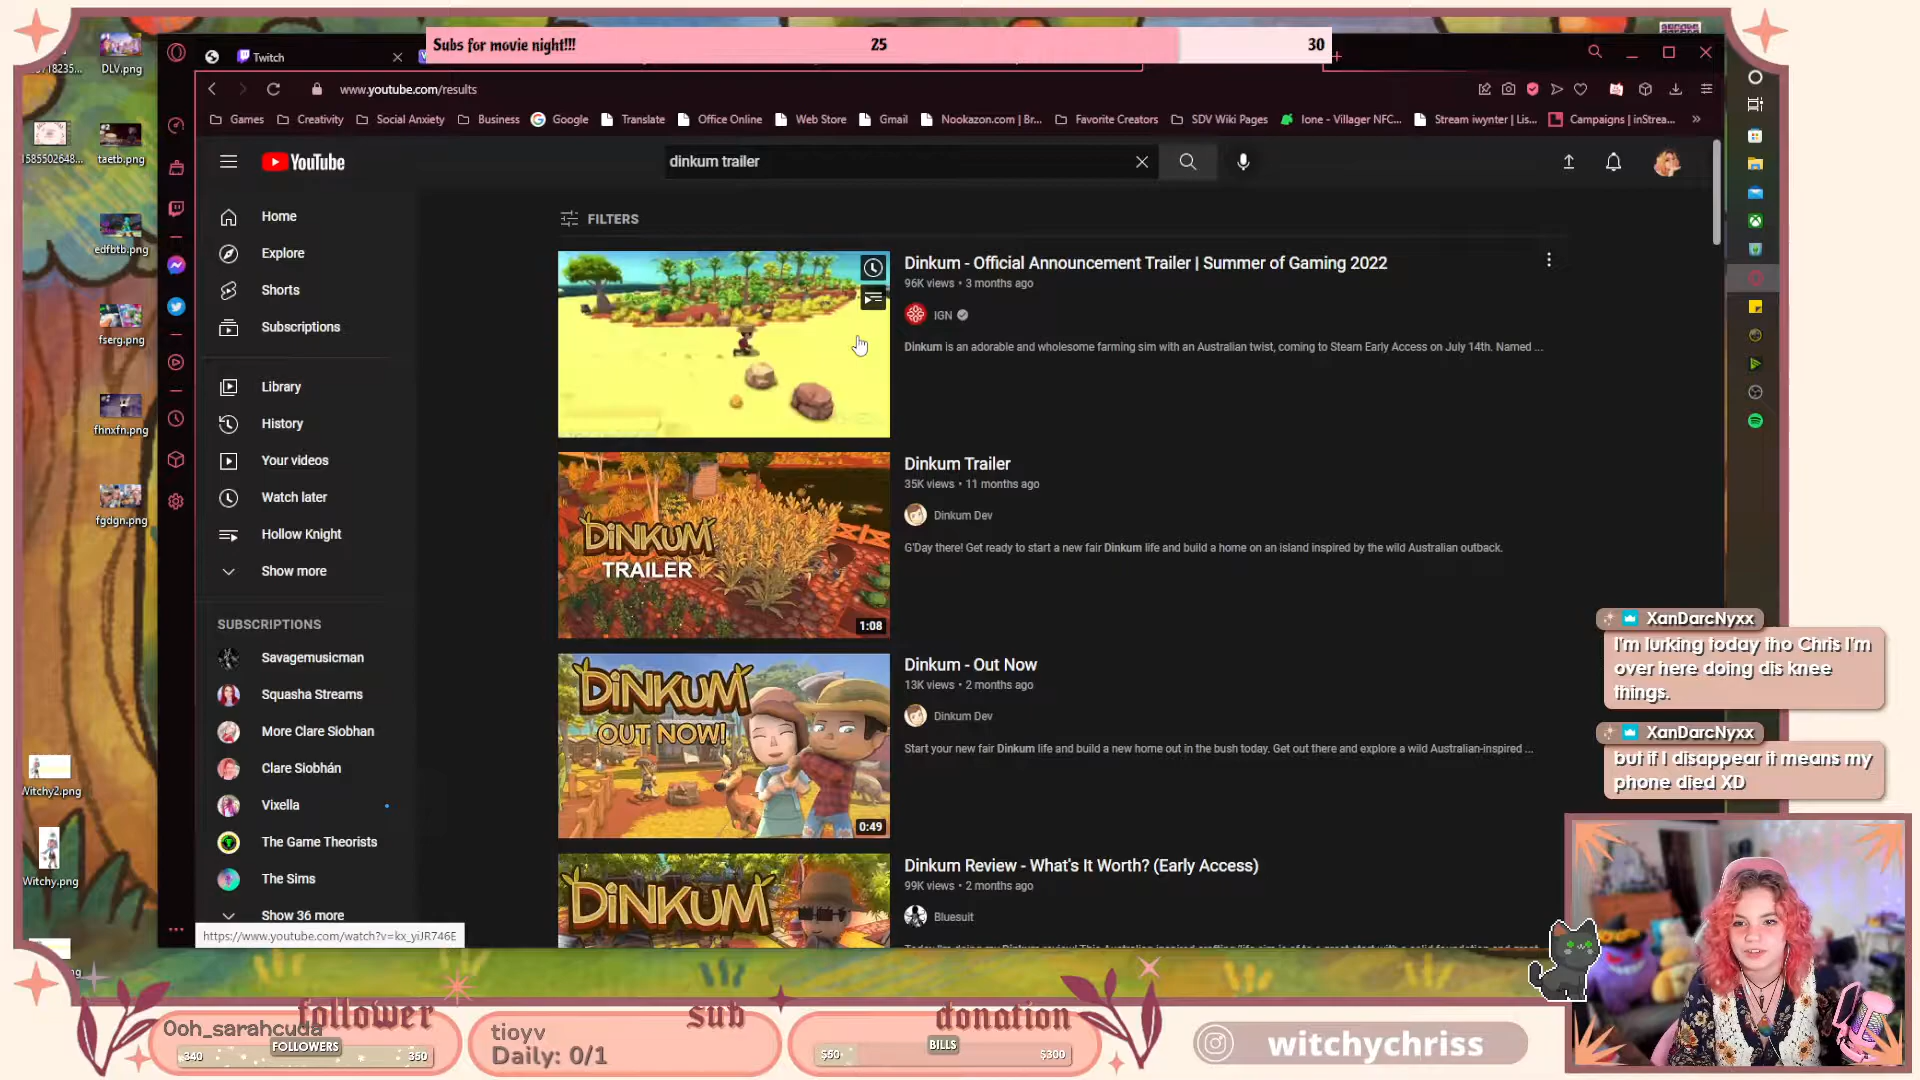 Subs for movie night!!!
25
30
718235...
DLV.png
1585502648...
#2
taetb.png
edfbtb.png
fserg.png
fhnxfn.png
fgdgn.png
Witchy2.png
Witchy.png
Twitch
www.youtube.com/results
Games
Creativity
Social Anxiety
Business
Google
Translate
Office Online
Web Store
Gmail
Nookazon.com | Br...
Favorite Creators
SDV Wiki Pages
Ione - Villager NFC...
Stream iwynter | Lis...
Campaigns | inStrea...
YouTube
dinkum trailer
FILTERS
Home
Explore
Shorts
Subscriptions
Library
History
Your videos
Watch later
Hollow Knight
Show more
SUBSCRIPTIONS
Savagemusicman
Squasha Streams
More Clare Siobhan
Clare Siobhán
Vixella
The Game Theorists
The Sims
Show 36 more
https://www.youtube.com/watch?v=kx_yiJR746E
Dinkum - Official Announcement Trailer | Summer of Gaming 2022
96K views • 3 months ago
IGN
Dinkum is an adorable and wholesome farming sim with an Australian twist, coming to Steam Early Access on July 14th. Named ...
DINKUM
TRAILER
1:08
Dinkum Trailer
35K views • 11 months ago
Dinkum Dev
G'Day there! Get ready to start a new fair Dinkum life and build a home on an island inspired by the wild Australian outback.
DINKUM
OUT NOW!
0:49
Dinkum - Out Now
13K views • 2 months ago
Dinkum Dev
Start your new fair Dinkum life and build a new home out in the bush today. Get out there and explore a wild Australian-inspired ...
DINKUM
Dinkum Review - What's It Worth? (Early Access)
99K views • 2 months ago
Bluesuit
XanDarcNyxx
I'm lurking today tho Chris I'm
over here doing dis knee
things.
XanDarcNyxx
but if I disappear it means my
phone died XD
follower
0oh_sarahcuda
340
FOLLOWERS
350
sub
tioyv
Daily: 0/1
donation
$50
BILLS
$300
witchychriss